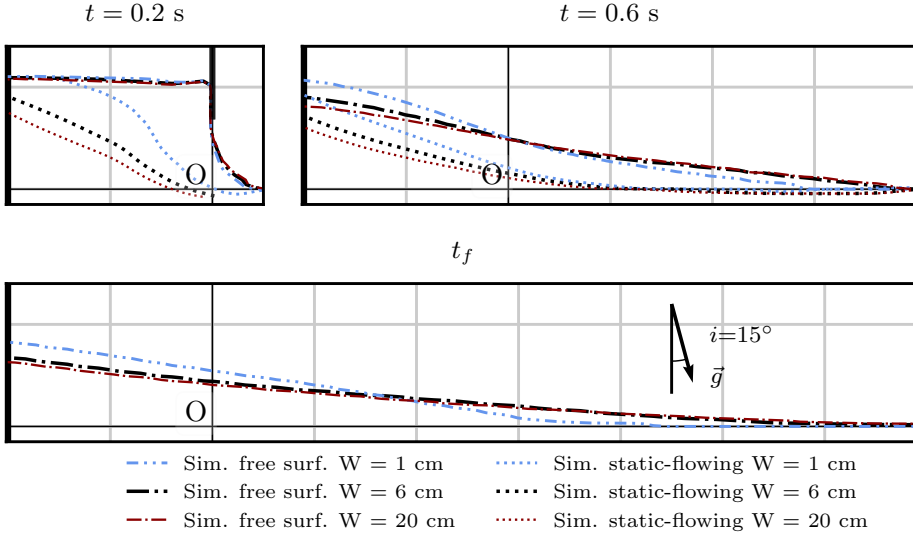 t = 0.2 s
t = 0.6 s
O
O
t_f
i=15°
g⃗
O
Sim. free surf. W = 1 cm
Sim. static-flowing W = 1 cm
Sim. free surf. W = 6 cm
Sim. static-flowing W = 6 cm
Sim. free surf. W = 20 cm
Sim. static-flowing W = 20 cm